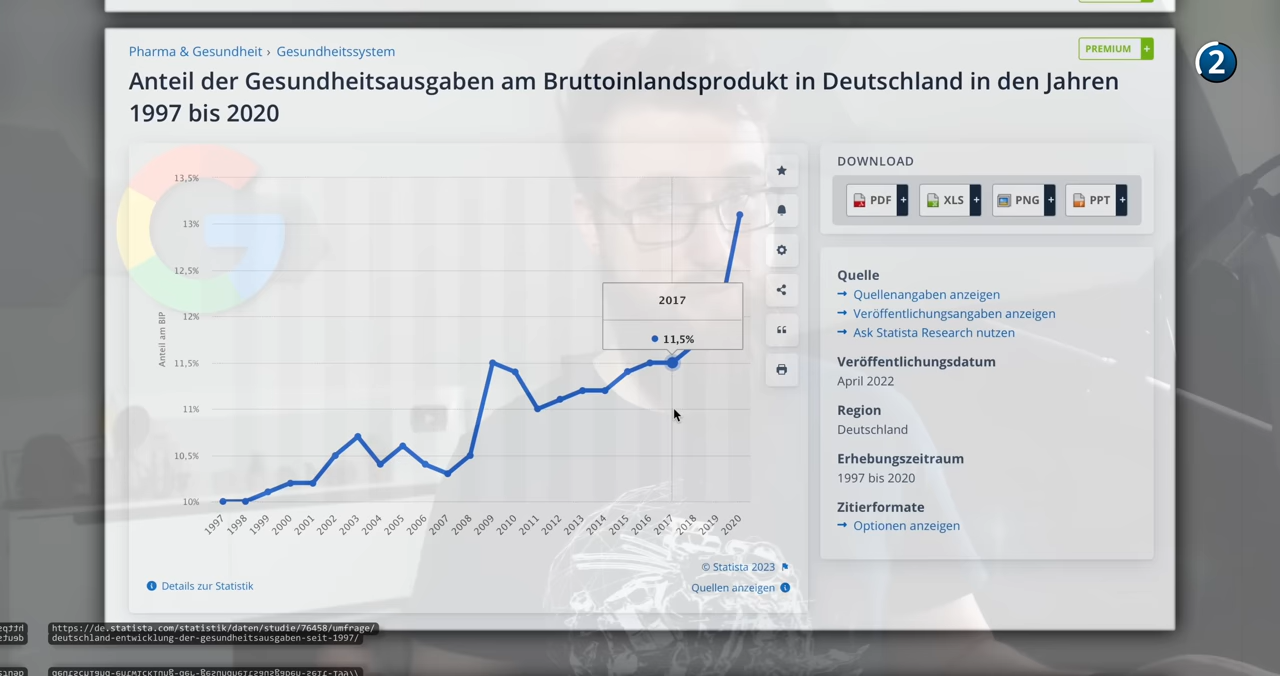 PREMIUM +
Pharma & Gesundheit › Gesundheitssystem
2
Anteil der Gesundheitsausgaben am Bruttoinlandsprodukt in Deutschland in den Jahren
1997 bis 2020
DOWNLOAD
PDF +
XLS +
PNG +
PPT +
13,5%
13%
12,5%
12%
11,5%
11%
10,5%
10%
Anteil am BIP
2017
11,5%
1997
1998
1999
2000
2001
2002
2003
2004
2005
2006
2007
2008
2009
2010
2011
2012
2013
2014
2015
2016
2017
2018
2019
2020
© Statista 2023
Details zur Statistik
Quellen anzeigen
Quelle
→ Quellenangaben anzeigen
→ Veröffentlichungsangaben anzeigen
→ Ask Statista Research nutzen
Veröffentlichungsdatum
April 2022
Region
Deutschland
Erhebungszeitraum
1997 bis 2020
Zitierformate
→ Optionen anzeigen
https://de.statista.com/statistik/daten/studie/76458/umfrage/
deutschland-entwicklung-der-gesundheitsausgaben-seit-1997/